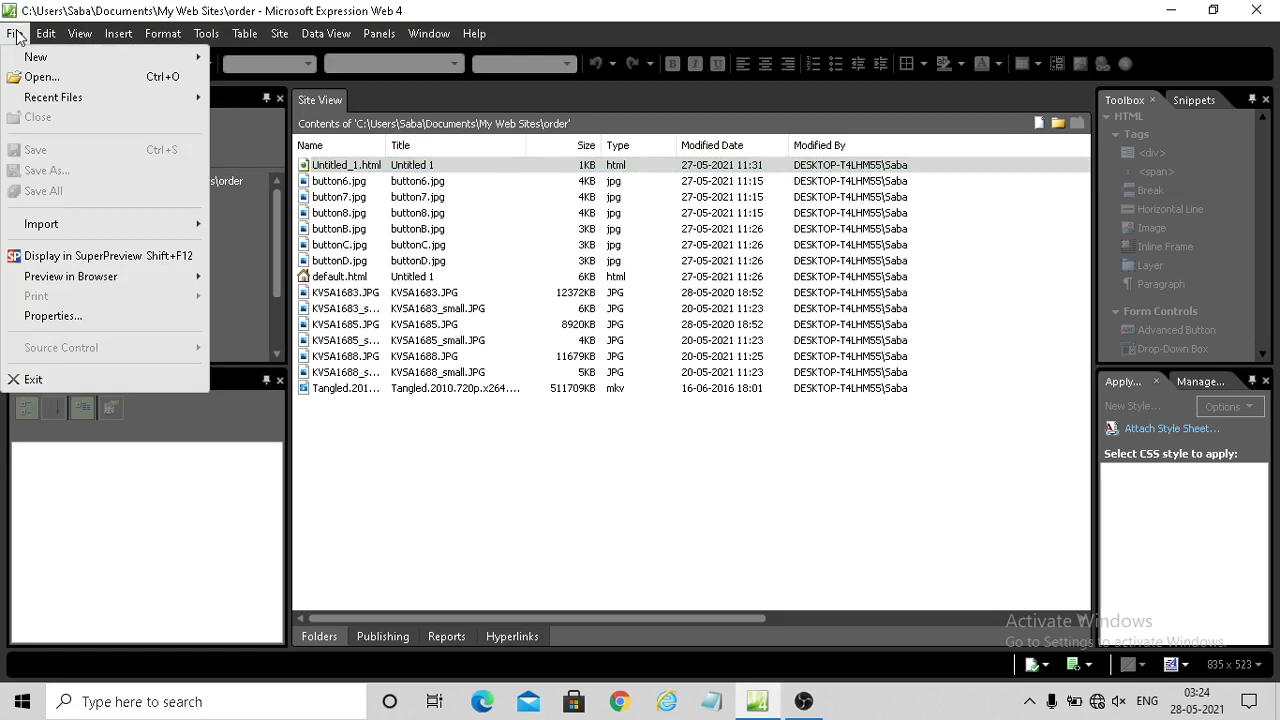 C:\Users\Saba\Documents\My Web Sites\order - Microsoft Expression Web 4
File Edit View Insert Format Tools Table Site Data View Panels Window Help
New
Open... Ctrl+O
Recent Files
Close
Save Ctrl+S
Save As...
Save All
Import
Display in SuperPreview Shift+F12
Preview in Browser
Print
Properties...
Source Control
Exit
s\order
Site View
Contents of 'C:\Users\Saba\Documents\My Web Sites\order'
Name Title Size Type Modified Date Modified By
Untitled_1.html Untitled 1 1KB html 27-05-2021 11:31 DESKTOP-T4LHM55\Saba
button6.jpg button6.jpg 4KB jpg 27-05-2021 11:15 DESKTOP-T4LHM55\Saba
button7.jpg button7.jpg 4KB jpg 27-05-2021 11:15 DESKTOP-T4LHM55\Saba
button8.jpg button8.jpg 4KB jpg 27-05-2021 11:15 DESKTOP-T4LHM55\Saba
buttonB.jpg buttonB.jpg 3KB jpg 27-05-2021 11:26 DESKTOP-T4LHM55\Saba
buttonC.jpg buttonC.jpg 3KB jpg 27-05-2021 11:26 DESKTOP-T4LHM55\Saba
buttonD.jpg buttonD.jpg 3KB jpg 27-05-2021 11:26 DESKTOP-T4LHM55\Saba
default.html Untitled 1 6KB html 27-05-2021 11:26 DESKTOP-T4LHM55\Saba
KVSA1683.JPG KVSA1683.JPG 12372KB JPG 28-05-2020 18:52 DESKTOP-T4LHM55\Saba
KVSA1683_s... KVSA1683_small.JPG 6KB JPG 20-05-2021 11:23 DESKTOP-T4LHM55\Saba
KVSA1685.JPG KVSA1685.JPG 8920KB JPG 28-05-2020 18:52 DESKTOP-T4LHM55\Saba
KVSA1685_s... KVSA1685_small.JPG 4KB JPG 20-05-2021 11:23 DESKTOP-T4LHM55\Saba
KVSA1688.JPG KVSA1688.JPG 11679KB JPG 20-05-2021 11:25 DESKTOP-T4LHM55\Saba
KVSA1688_s... KVSA1688_small.JPG 5KB JPG 20-05-2021 11:23 DESKTOP-T4LHM55\Saba
Tangled.201... Tangled.2010.720p.x264.... 511709KB mkv 16-06-2016 18:01 DESKTOP-T4LHM55\Saba
Folders Publishing Reports Hyperlinks
Toolbox Snippets
HTML
Tags
<div>
<span>
Break
Horizontal Line
Image
Inline Frame
Layer
Paragraph
Form Controls
Advanced Button
Drop-Down Box
Apply... Manage...
New Style... Options
Attach Style Sheet...
Select CSS style to apply:
Activate Windows
Go to Settings to activate Windows.
835 x 523
Type here to search
ENG
03:24
28-05-2021